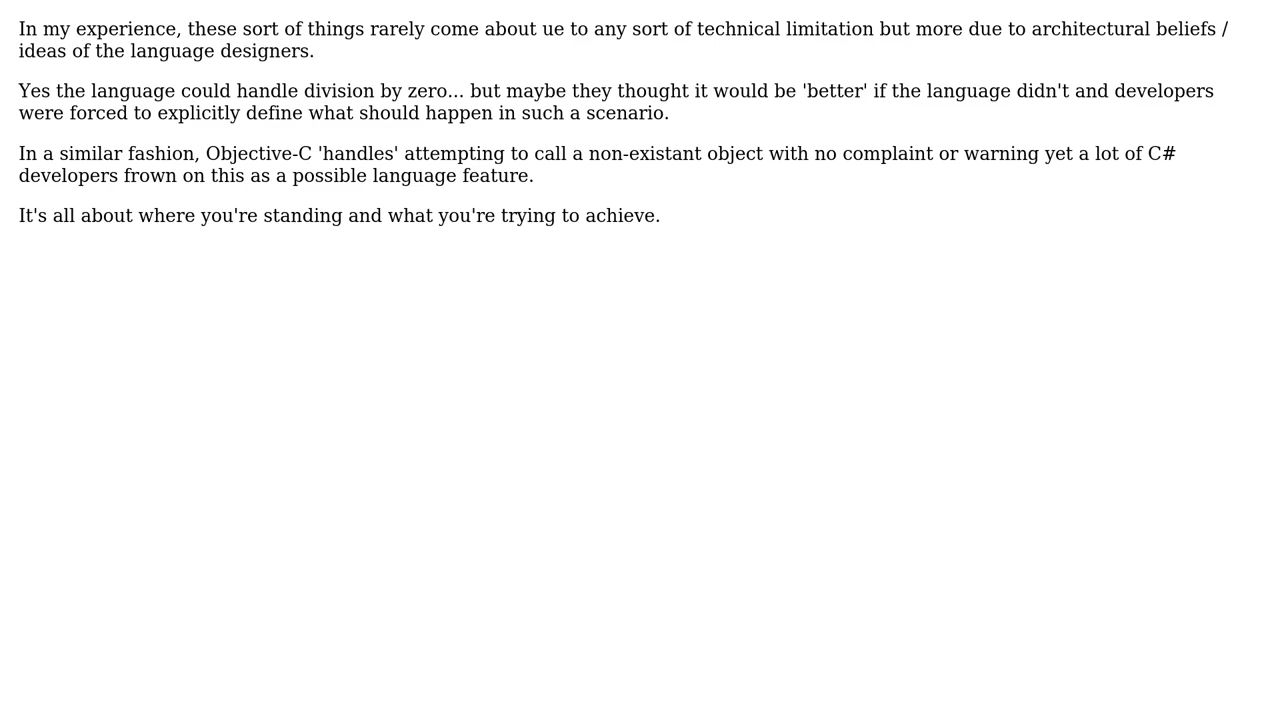 In my experience, these sort of things rarely come about ue to any sort of technical limitation but more due to architectural beliefs /
ideas of the language designers.
Yes the language could handle division by zero... but maybe they thought it would be 'better' if the language didn't and developers
were forced to explicitly define what should happen in such a scenario.
In a similar fashion, Objective-C 'handles' attempting to call a non-existant object with no complaint or warning yet a lot of C#
developers frown on this as a possible language feature.
It's all about where you're standing and what you're trying to achieve.